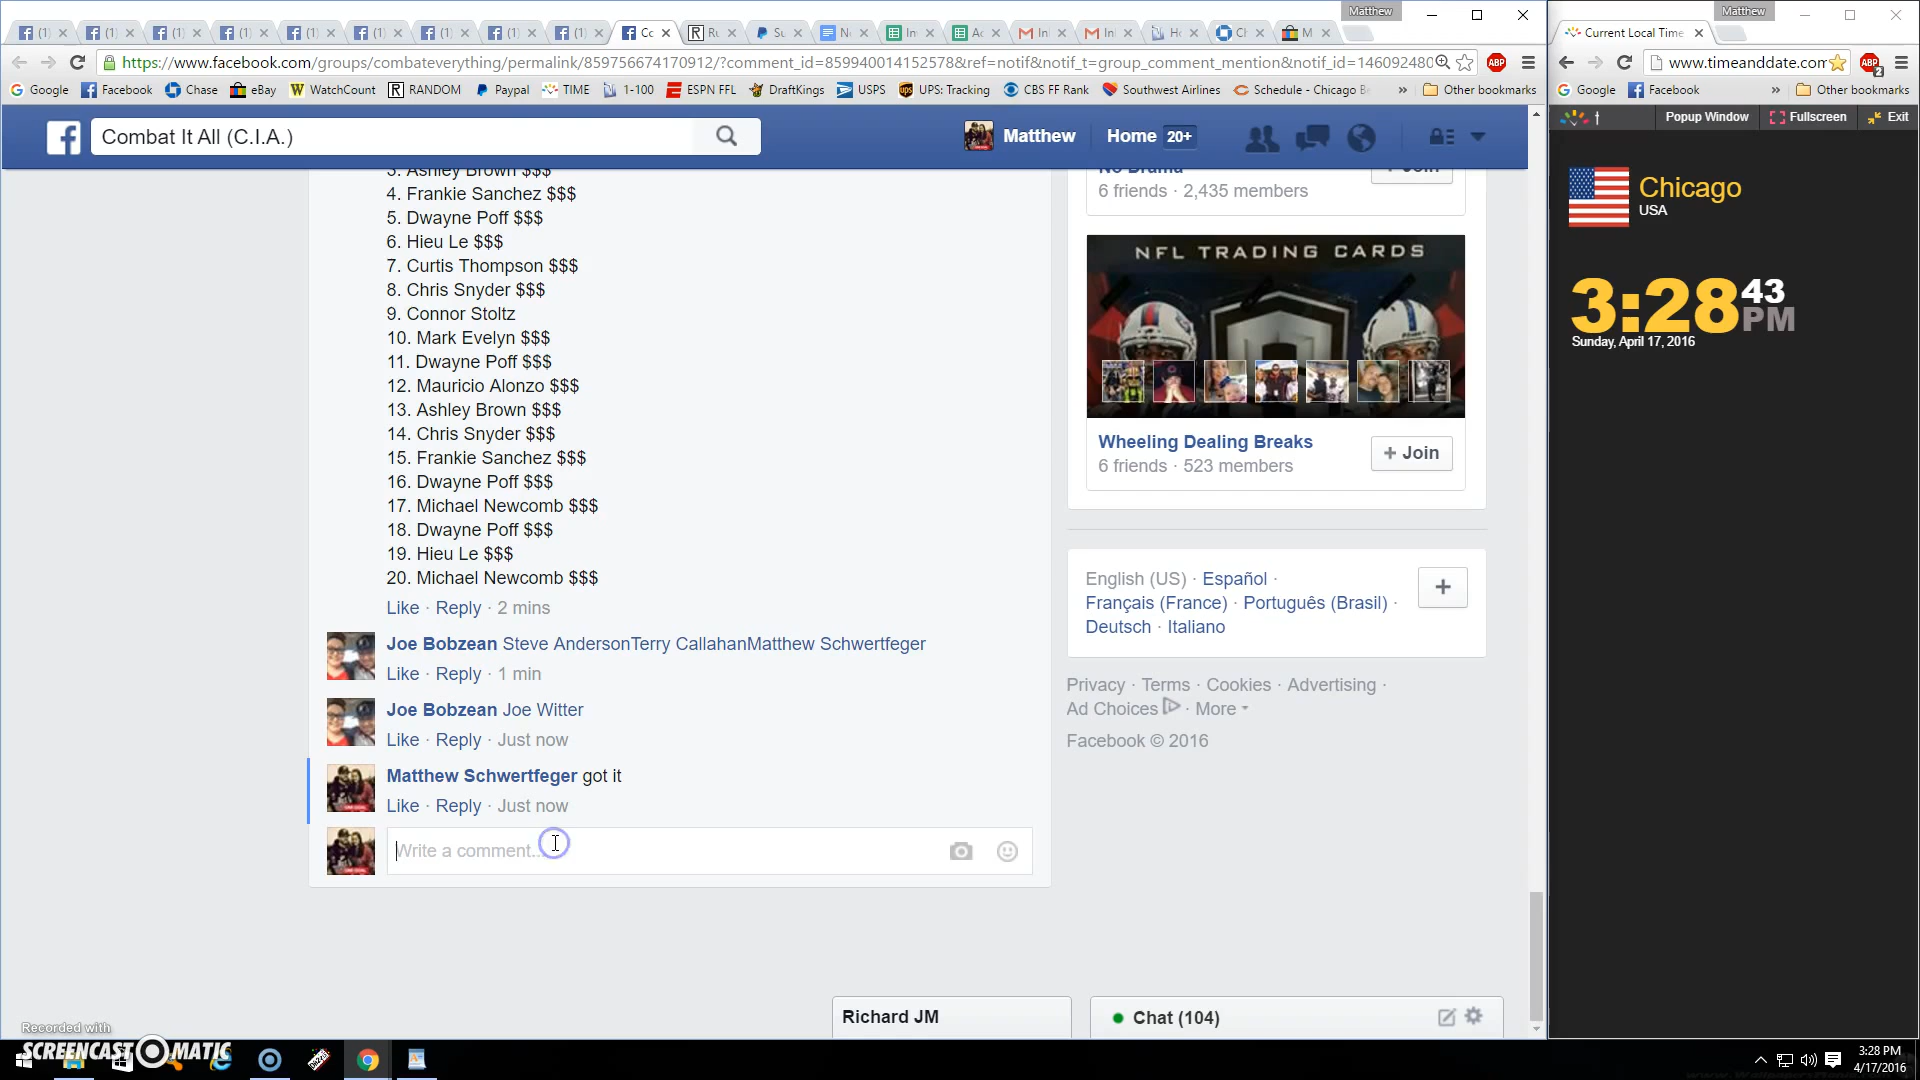 Matthew
Matthew
Current Local Time
https://www.facebook.com/groups/combateverything/permalink/859756674170912/?comment_id=859940014152578&ref=notif&notif_t=group_comment_mention&notif_id=146092480
www.timeanddate.com
Google Facebook Chase eBay WatchCount RANDOM Paypal TIME 1-100 ESPN FFL DraftKings USPS UPS: Tracking CBS FF Rank Southwest Airlines Schedule - Chicago Be » Other bookmarks
Google Facebook » Other bookmarks
Combat It All (C.I.A.)
Matthew Home 20+
t Popup Window Fullscreen Exit
3. Ashley Brown $$$
4. Frankie Sanchez $$$
5. Dwayne Poff $$$
6. Hieu Le $$$
7. Curtis Thompson $$$
8. Chris Snyder $$$
9. Connor Stoltz
10. Mark Evelyn $$$
11. Dwayne Poff $$$
12. Mauricio Alonzo $$$
13. Ashley Brown $$$
14. Chris Snyder $$$
15. Frankie Sanchez $$$
16. Dwayne Poff $$$
17. Michael Newcomb $$$
18. Dwayne Poff $$$
19. Hieu Le $$$
20. Michael Newcomb $$$
Like · Reply · 2 mins
Joe Bobzean Steve AndersonTerry CallahanMatthew Schwertfeger
Like · Reply · 1 min
Joe Bobzean Joe Witter
Like · Reply · Just now
Matthew Schwertfeger got it
Like · Reply · Just now
Write a comment...
No Drama
+ Join
6 friends · 2,435 members
NFL TRADING CARDS
Wheeling Dealing Breaks
6 friends · 523 members
+ Join
English (US) · Español ·
Français (France) · Português (Brasil) ·
Deutsch · Italiano
+
Privacy · Terms · Cookies · Advertising ·
Ad Choices · More
Facebook © 2016
Richard JM
Chat (104)
Chicago
USA
3:28 43 PM
Sunday, April 17, 2016
Recorded with
SCREENCAST-O-MATIC
3:28 PM
4/17/2016